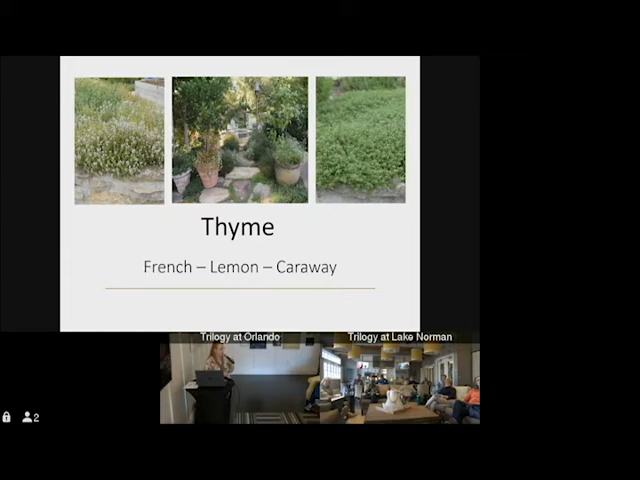 Thyme
French – Lemon – Caraway
Trilogy at Orlando
Trilogy at Lake Norman
2